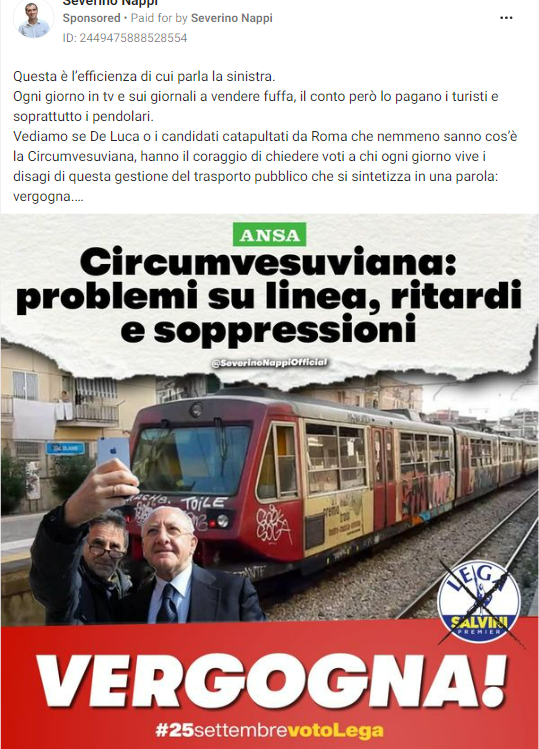 Severino Nappi
Sponsored • Paid for by Severino Nappi
ID: 2449475888528554
Questa è l'efficienza di cui parla la sinistra.
Ogni giorno in tv e sui giornali a vendere fuffa, il conto però lo pagano i turisti e
soprattutto i pendolari.
Vediamo se De Luca o i candidati catapultati da Roma che nemmeno sanno cos'è
la Circumvesuviana, hanno il coraggio di chiedere voti a chi ogni giorno vive i
disagi di questa gestione del trasporto pubblico che si sintetizza in una parola:
vergogna....
ANSA
Circumvesuviana:
problemi su linea, ritardi
e soppressioni
@SeverinoNappiOfficial
TOILE
LEGA
SALVINI
PREMIER
VERGOGNA!
#25settembrevotoLega